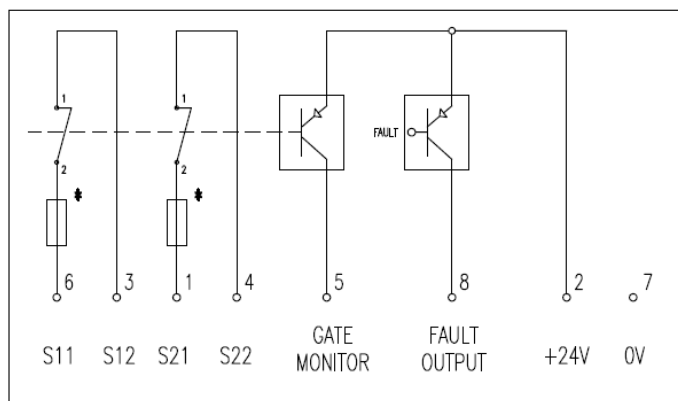 1 1
FAULT
2 2
* *
6 3 1 4 5 8 2 7
S11 S12 S21 S22 GATE MONITOR FAULT OUTPUT +24V 0V